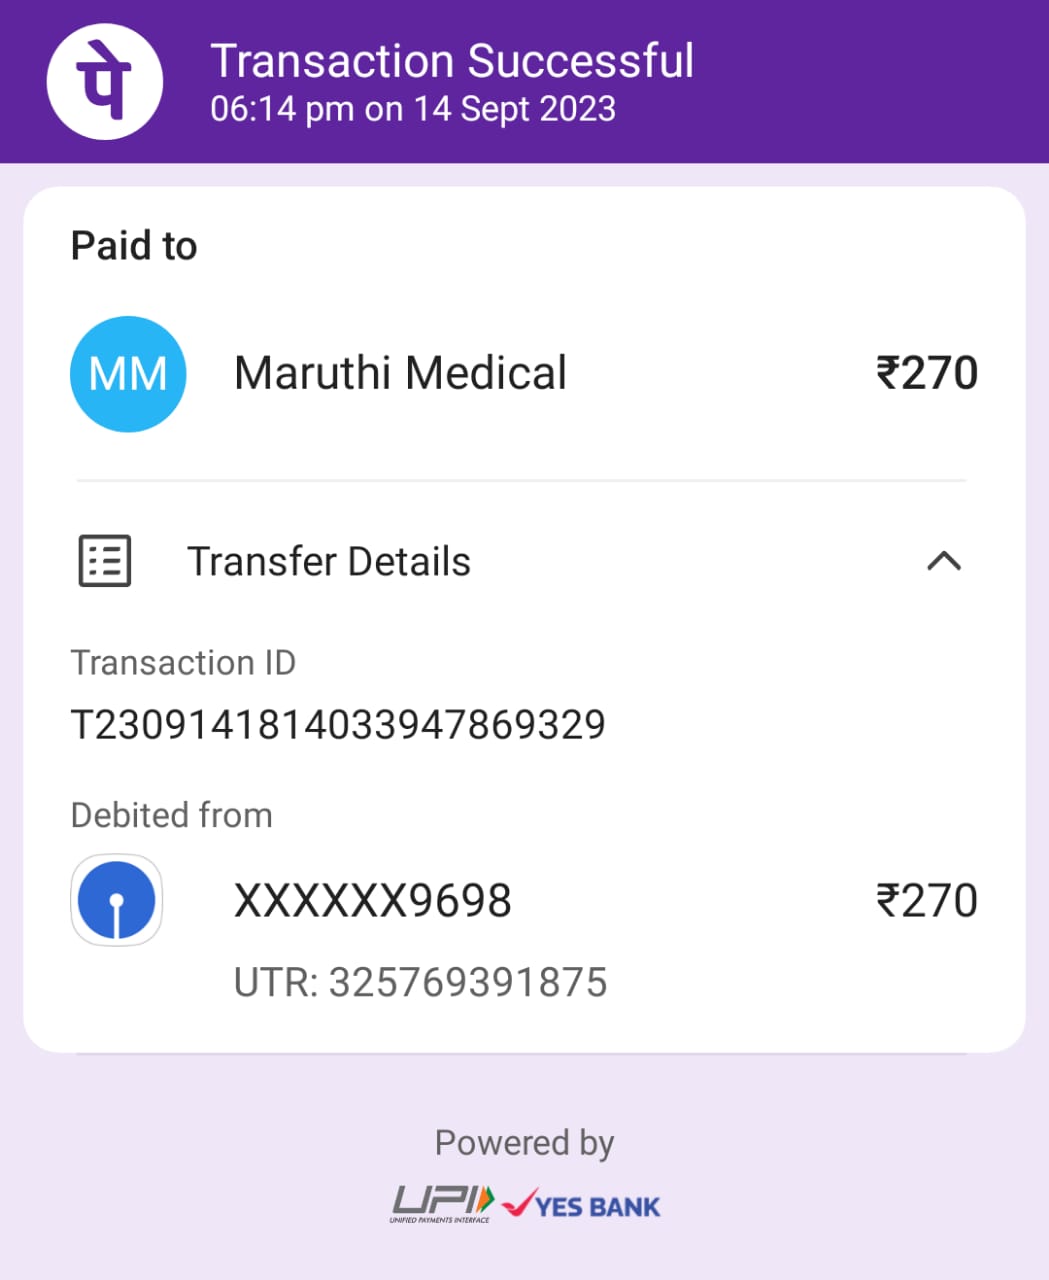 पे
Transaction Successful
06:14 pm on 14 Sept 2023
Paid to
MM
Maruthi Medical
₹270
Transfer Details
Transaction ID
T2309141814033947869329
Debited from
XXXXXX9698
₹270
UTR: 325769391875
Powered by
UPI
UNIFIED PAYMENTS INTERFACE
YES BANK